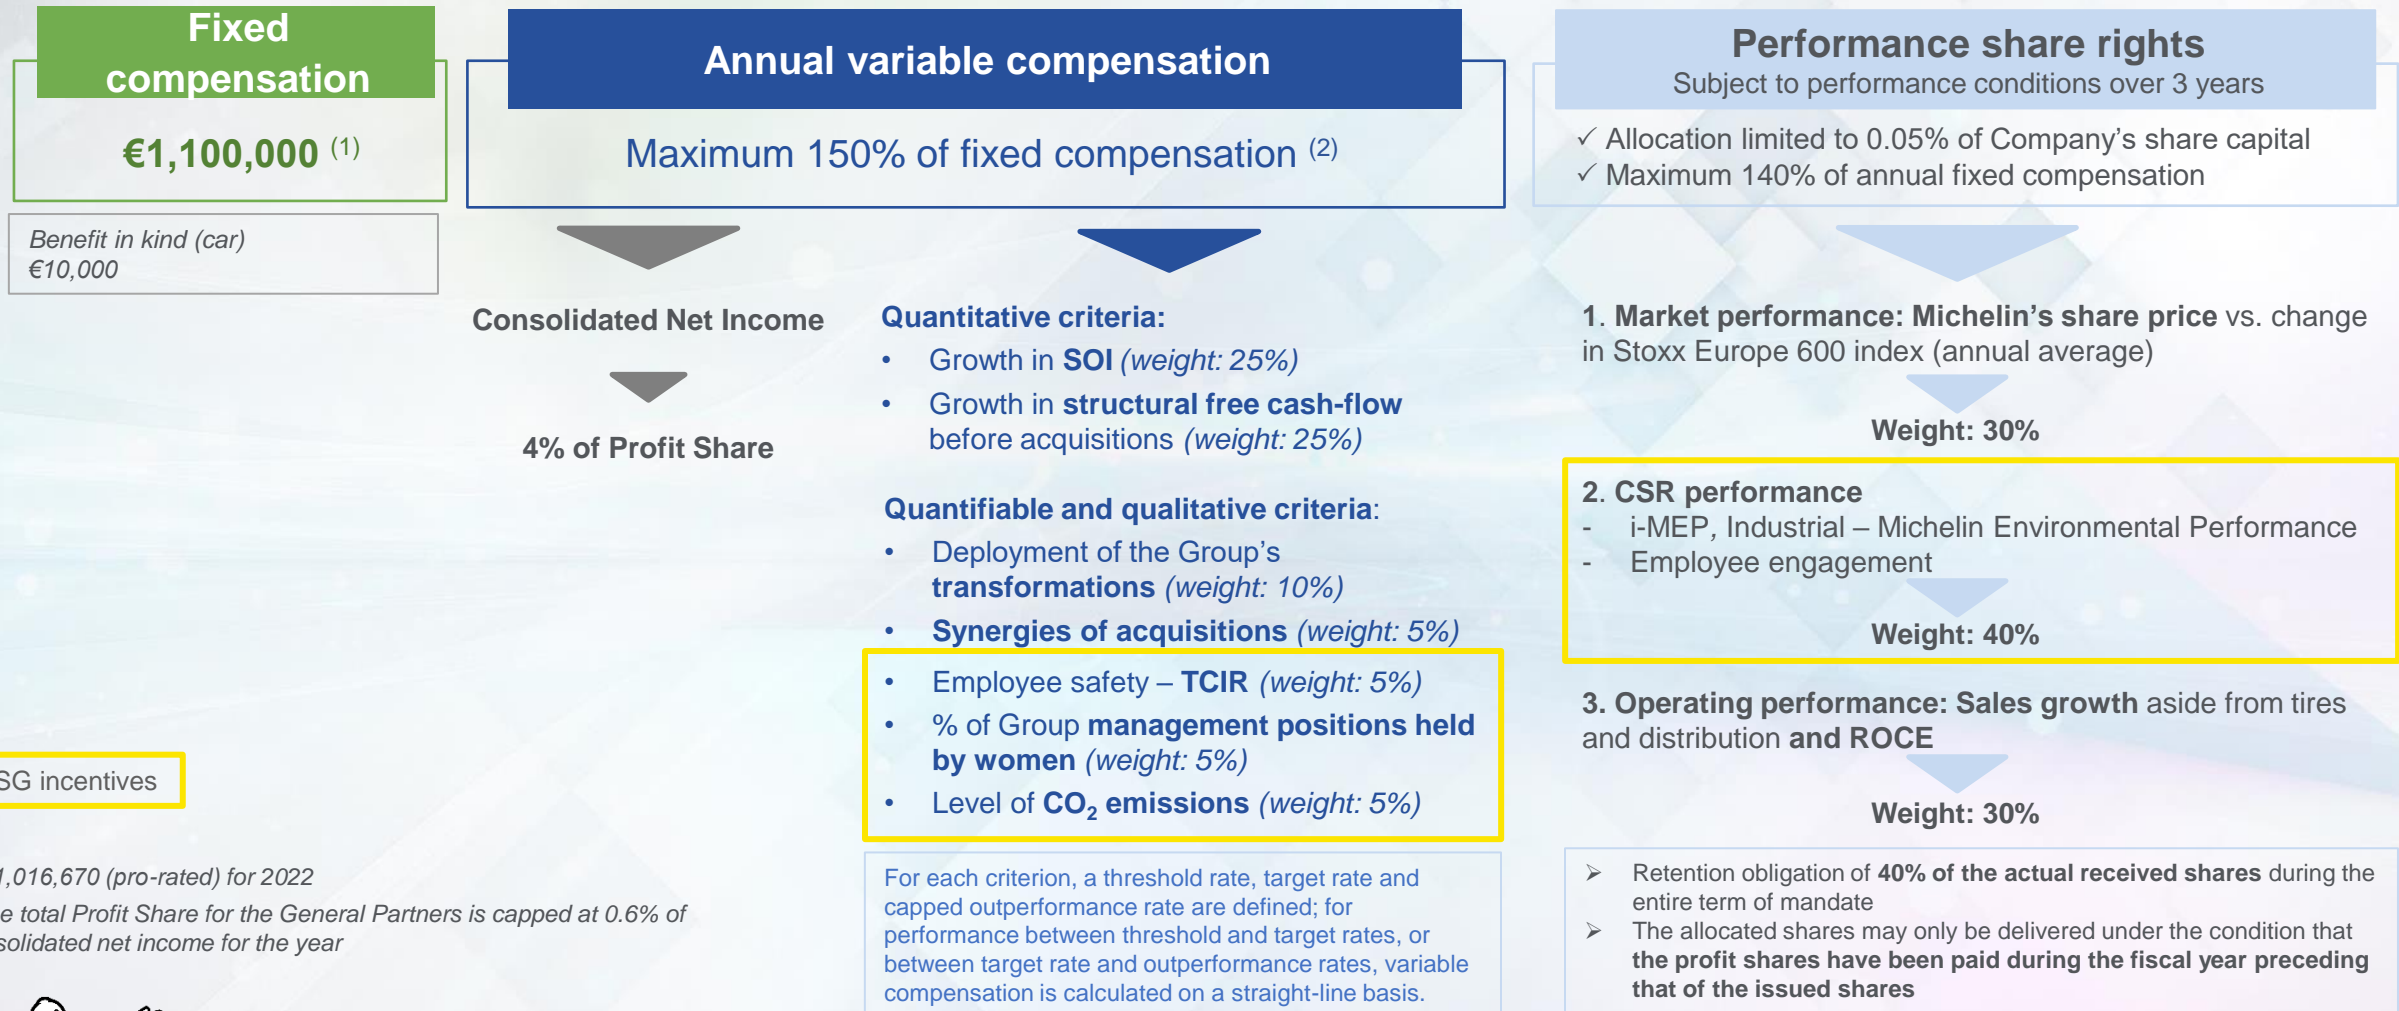 Fixed
compensation
€1,100,000 (1)
Benefit in kind (car)
€10,000
Annual variable compensation
Maximum 150% of fixed compensation (2)
Consolidated Net Income
4% of Profit Share
Quantitative criteria:
• Growth in SOI (weight: 25%)
• Growth in structural free cash-flow
before acquisitions (weight: 25%)
Quantifiable and qualitative criteria:
• Deployment of the Group’s
transformations (weight: 10%)
• Synergies of acquisitions (weight: 5%)
• Employee safety – TCIR (weight: 5%)
• % of Group management positions held
by women (weight: 5%)
• Level of CO₂ emissions (weight: 5%)
For each criterion, a threshold rate, target rate and
capped outperformance rate are defined; for
performance between threshold and target rates, or
between target rate and outperformance rates, variable
compensation is calculated on a straight-line basis.
Performance share rights
Subject to performance conditions over 3 years
✓ Allocation limited to 0.05% of Company’s share capital
✓ Maximum 140% of annual fixed compensation
1. Market performance: Michelin’s share price vs. change
in Stoxx Europe 600 index (annual average)
Weight: 30%
2. CSR performance
- i-MEP, Industrial – Michelin Environmental Performance
- Employee engagement
Weight: 40%
3. Operating performance: Sales growth aside from tires
and distribution and ROCE
Weight: 30%
➢ Retention obligation of 40% of the actual received shares during the
entire term of mandate
➢ The allocated shares may only be delivered under the condition that
the profit shares have been paid during the fiscal year preceding
that of the issued shares
SG incentives
1,016,670 (pro-rated) for 2022
e total Profit Share for the General Partners is capped at 0.6% of
solidated net income for the year